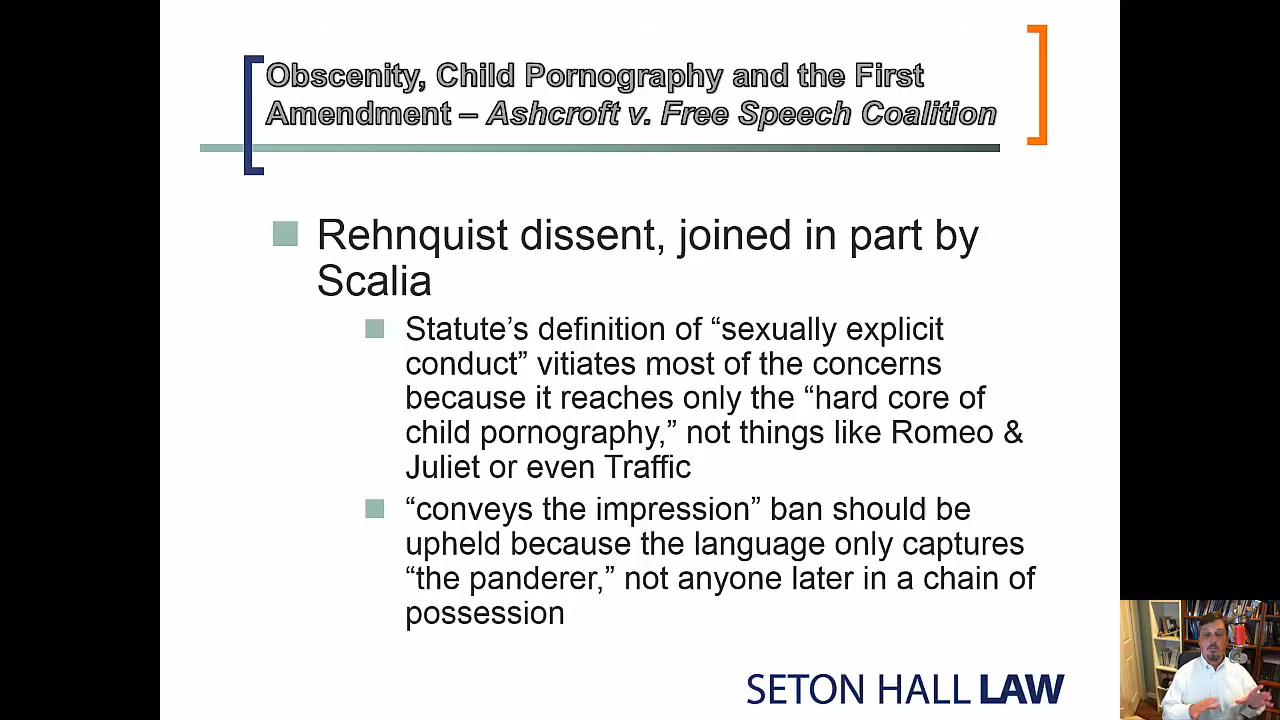 Obscenity, Child Pornography and the First
Amendment – Ashcroft v. Free Speech Coalition
Rehnquist dissent, joined in part by
Scalia
Statute’s definition of “sexually explicit
conduct” vitiates most of the concerns
because it reaches only the “hard core of
child pornography,” not things like Romeo &
Juliet or even Traffic
“conveys the impression” ban should be
upheld because the language only captures
“the panderer,” not anyone later in a chain of
possession
SETON HALL LAW